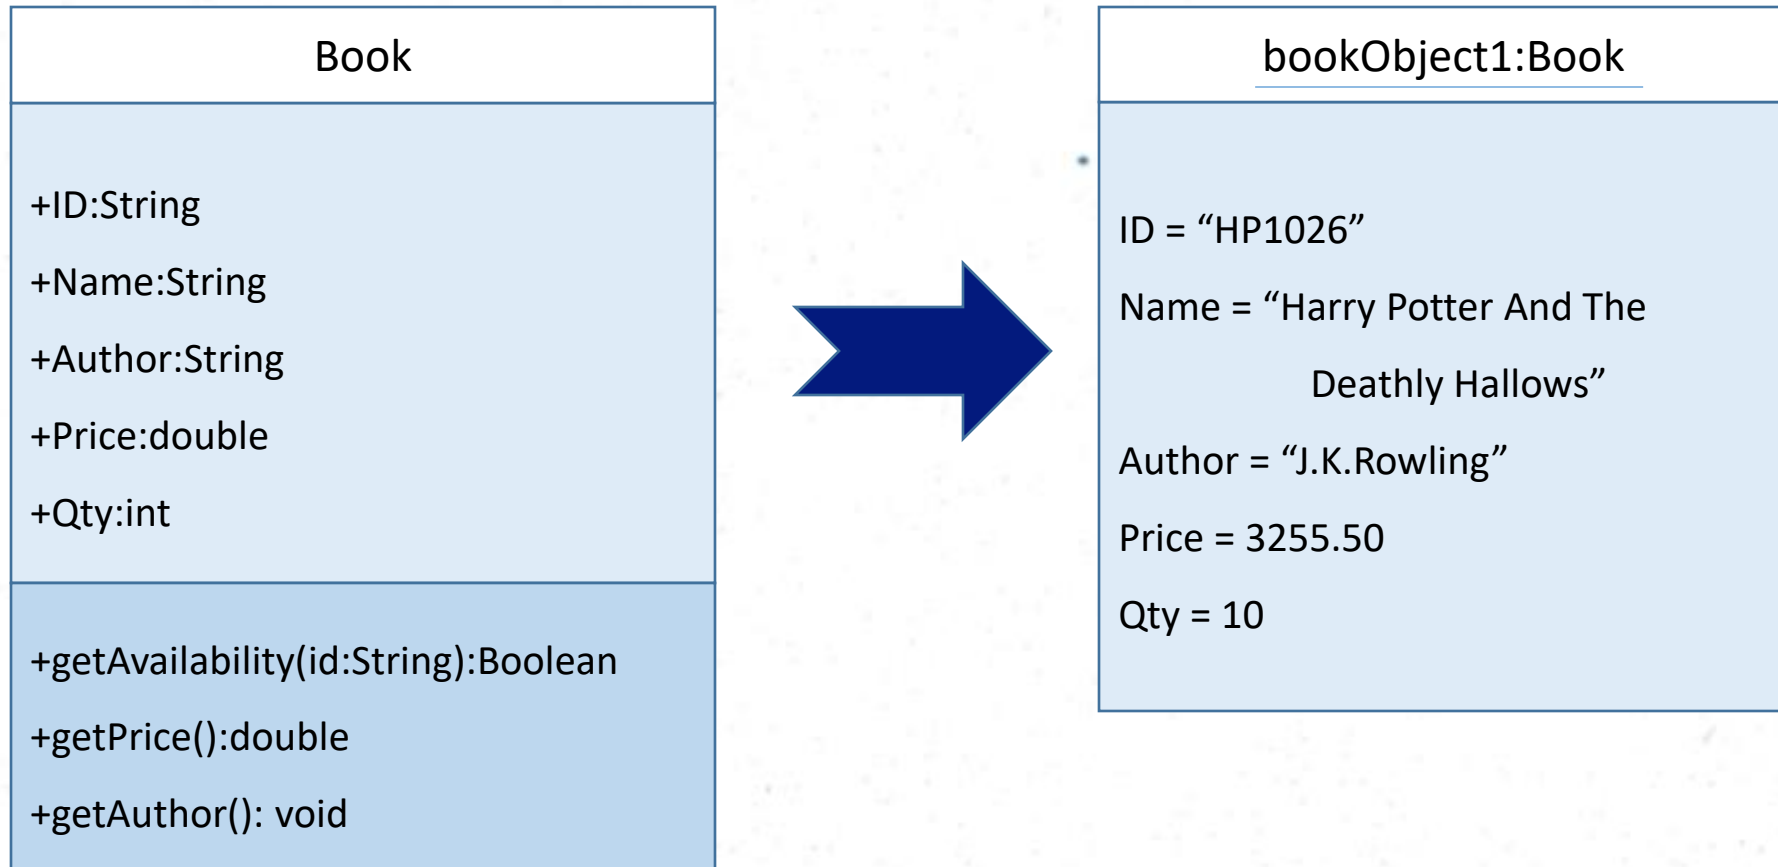 Book
+ID:String
+Name:String
+Author:String
+Price:double
+Qty:int
+getAvailability(id:String):Boolean
+getPrice():double
+getAuthor(): void
bookObject1:Book
ID = “HP1026”
Name = “Harry Potter And The
Deathly Hallows”
Author = “J.K.Rowling”
Price = 3255.50
Qty = 10